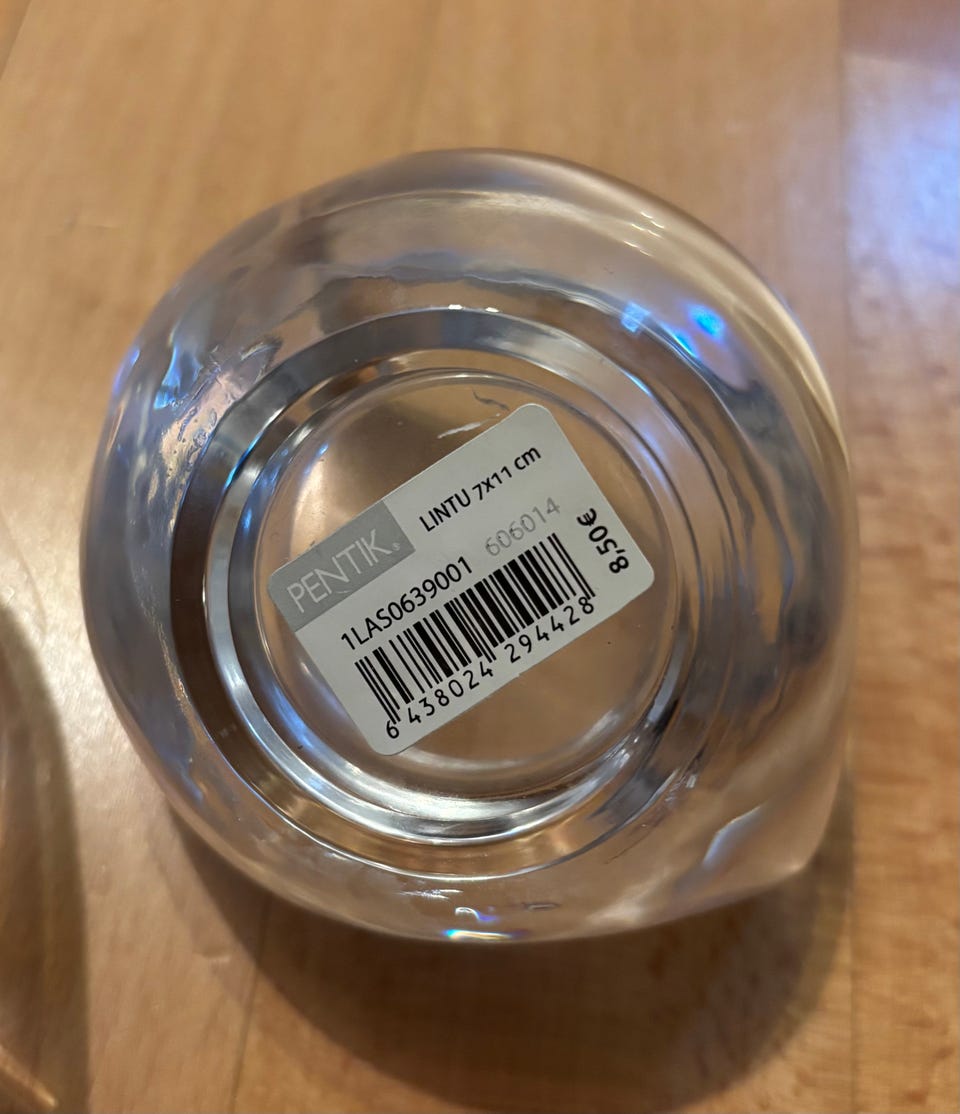 PENTIK®
LINTU 7x11 cm
1LAS0639001 606014
8,50€
6 438024 294428